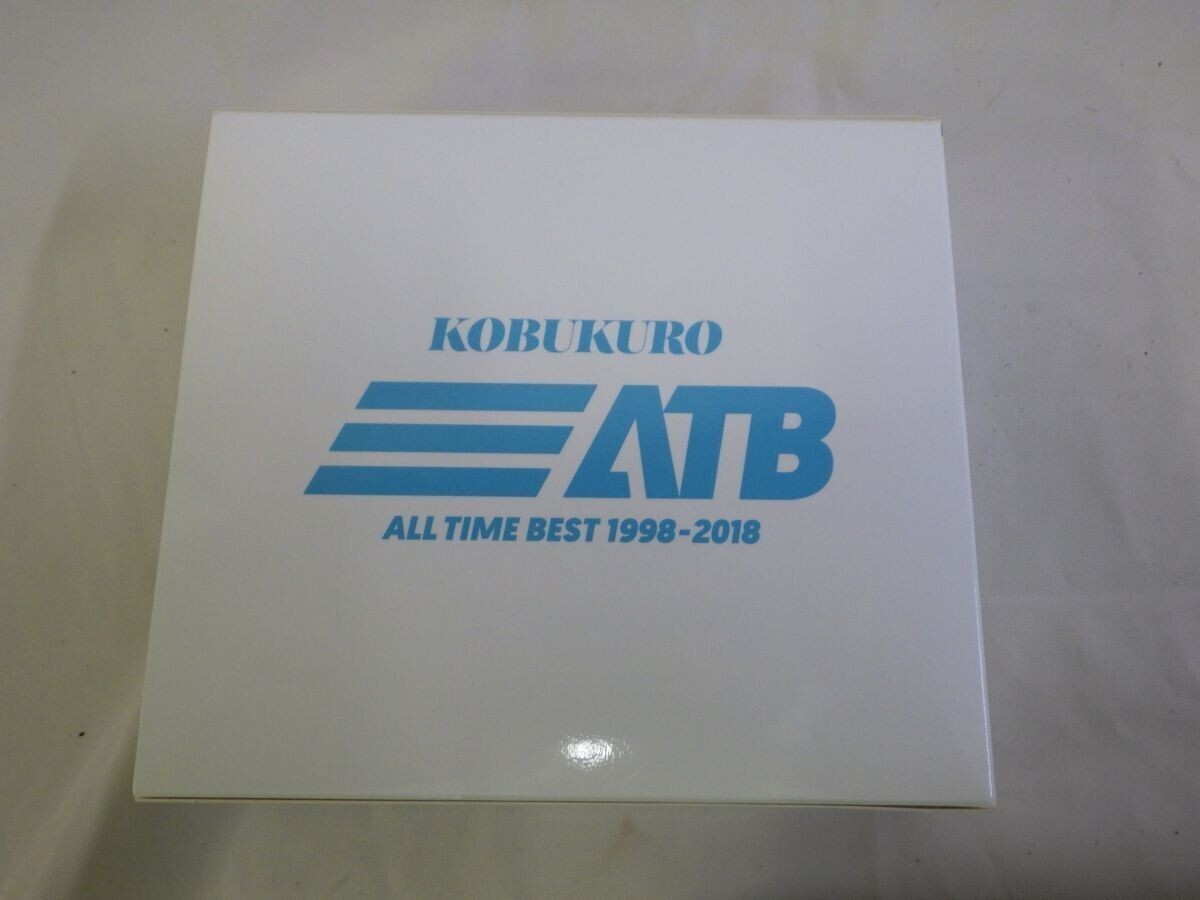 KOBUKURO
ATB
ALL TIME BEST 1998-2018